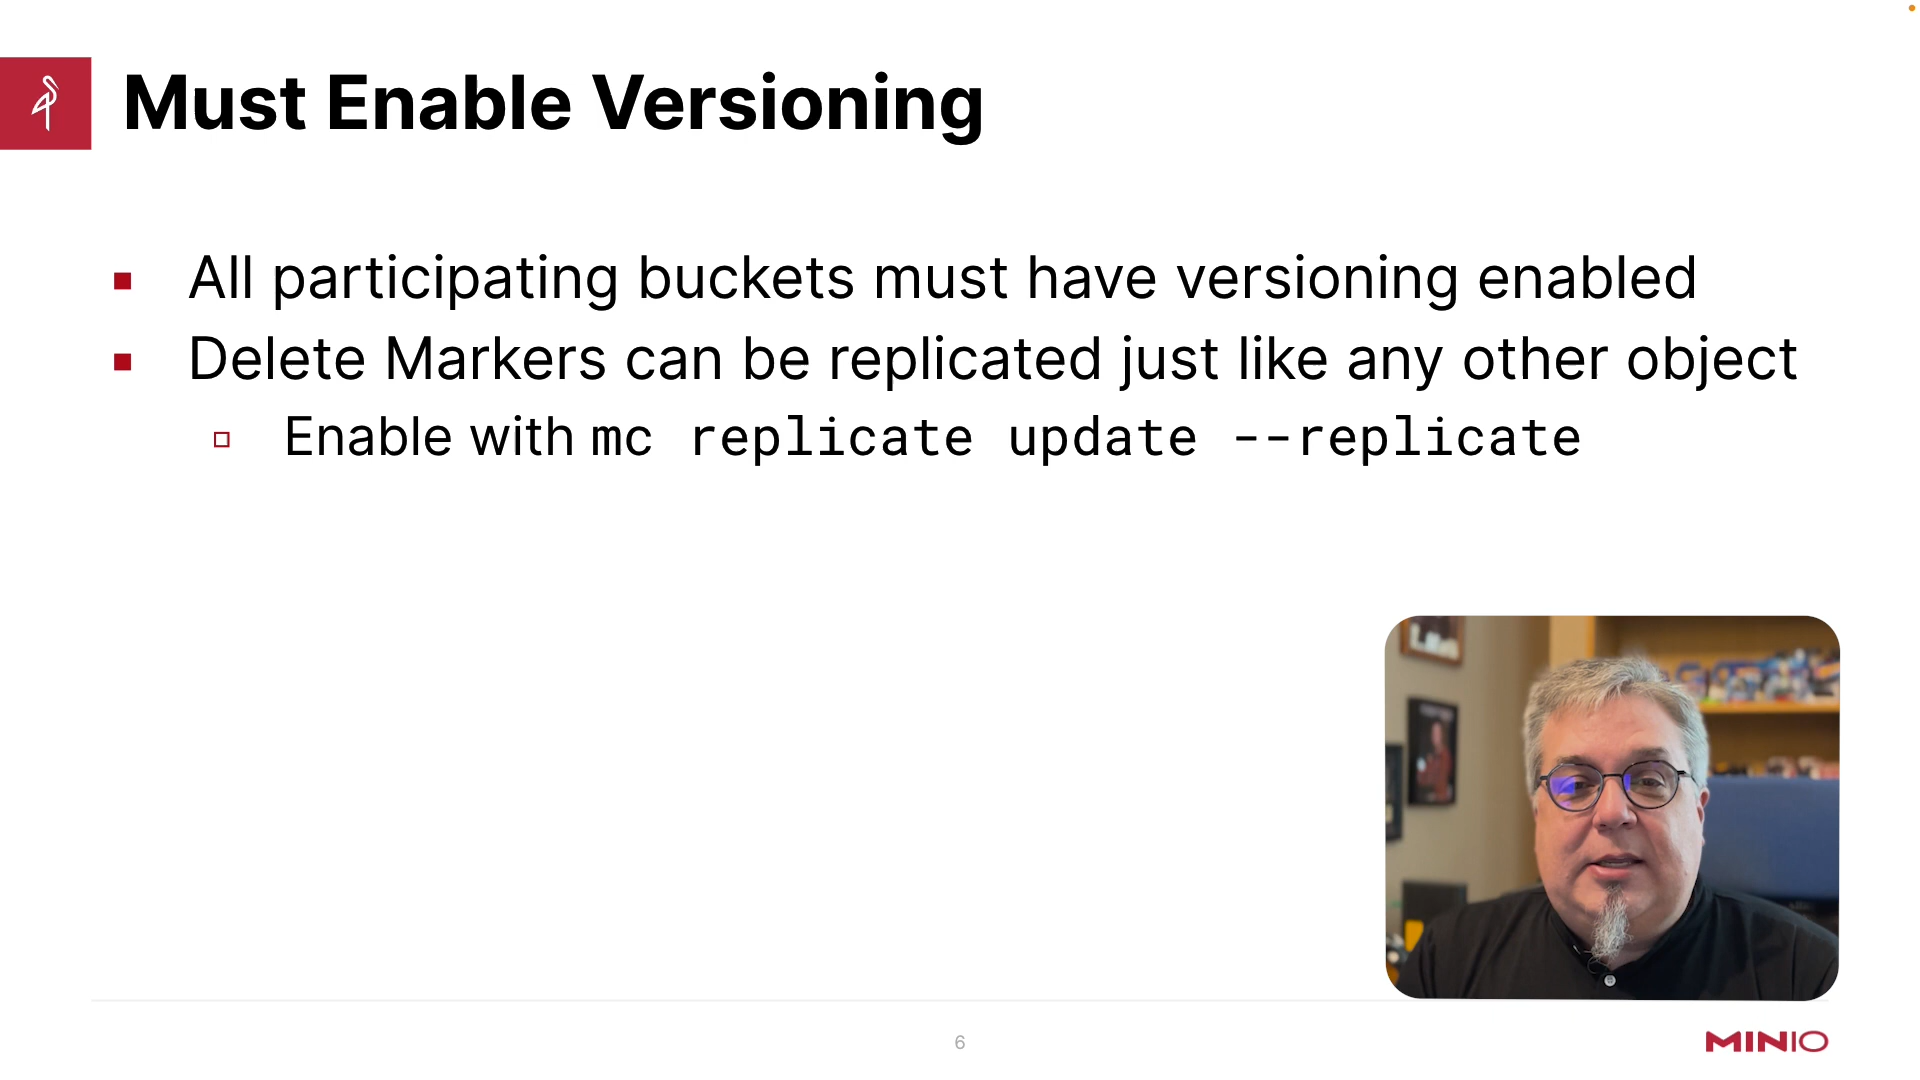 Must Enable Versioning
All participating buckets must have versioning enabled
Delete Markers can be replicated just like any other object
Enable with mc replicate update --replicate
6
MINIO